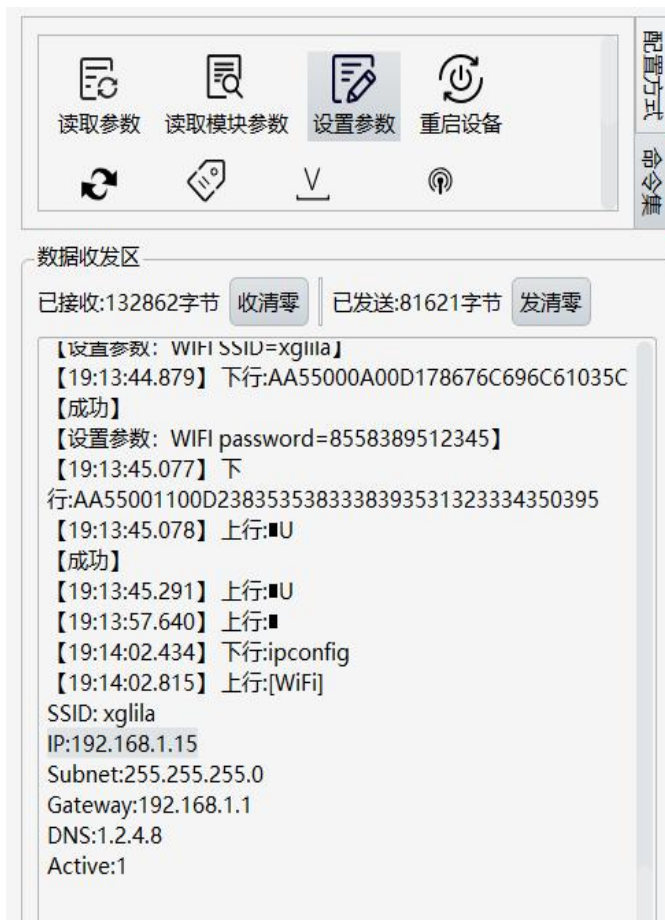 读取参数 读取模块参数 设置参数 重启设备
配置方式
命令集
数据收发区
已接收:132862字节 收清零 已发送:81621字节 发清零
【设置参数：WIFI SSID=xglila】
【19:13:44.879】下行:AA55000A00D178676C696C61035C
【成功】
【设置参数：WIFI password=8558389512345】
【19:13:45.077】下
行:AA55001100D238353538333839353132333435​0395
【19:13:45.078】上行:■U
【成功】
【19:13:45.291】上行:■U
【19:13:57.640】上行:■
【19:14:02.434】下行:ipconfig
【19:14:02.815】上行:[WiFi]
SSID: xglila
IP:192.168.1.15
Subnet:255.255.255.0
Gateway:192.168.1.1
DNS:1.2.4.8
Active:1